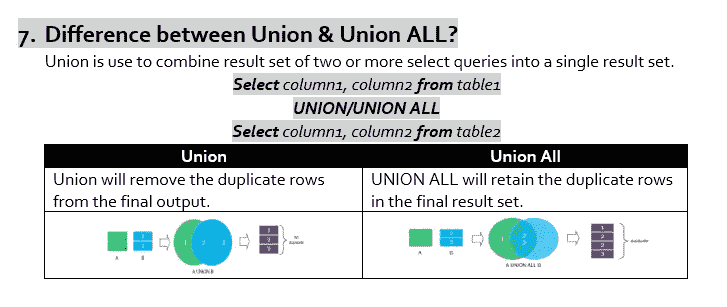 7. Difference between Union & Union ALL?
Union is use to combine result set of two or more select queries into a single result set.
Select column1, column2 from table1
UNION/UNION ALL
Select column1, column2 from table2
Union
Union All
Union will remove the duplicate rows
from the final output.
UNION ALL will retain the duplicate rows
in the final result set.
A
B
A UNION B
A
B
A UNION ALL B